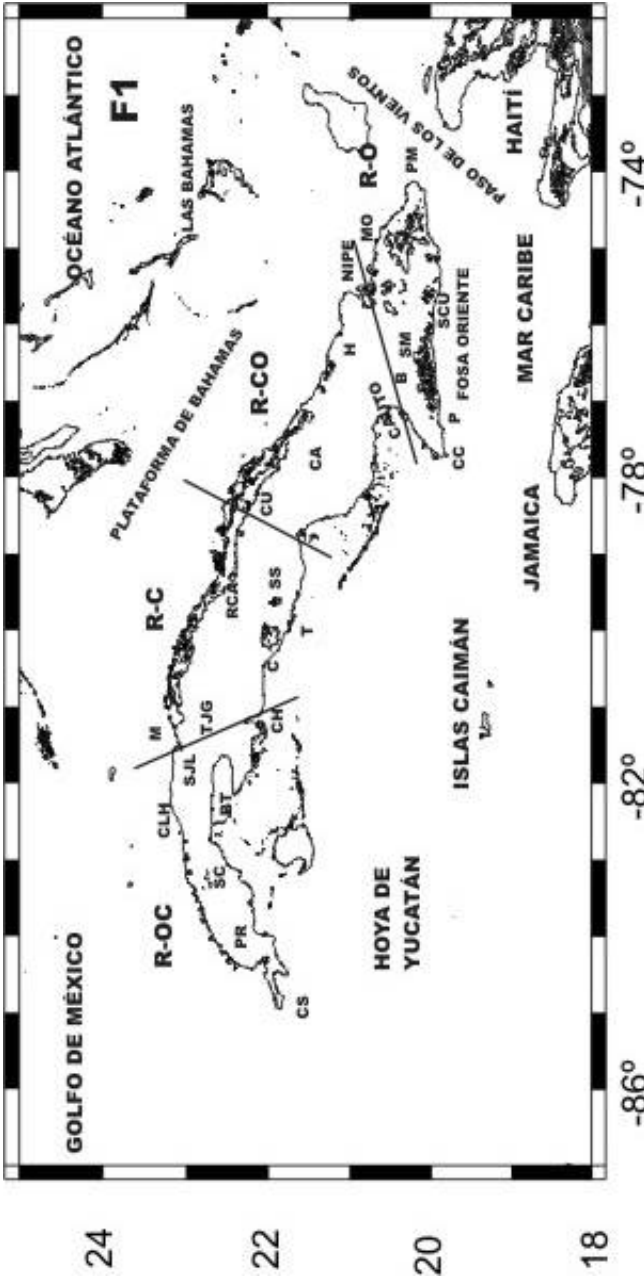 GOLFO DE MÉXICO
OCÉANO ATLÁNTICO
F1
LAS BAHAMAS
PLATAFORMA DE BAHAMAS
R-OC
R-C
R-CO
R-O
PASO DE LOS VIENTOS
CLH
M
SJL
TJG
RCA
CU
SC
PR
BT
CH
C
SS
T
J
CA
H
NIPE
MO
PM
CS
CAUTO
B
SM
SCU
P
CC
FOSA ORIENTE
HAITÍ
HOYA DE
YUCATÁN
ISLAS CAIMÁN
JAMAICA
MAR CARIBE
24
22
20
18
-86°
-82°
-78°
-74°